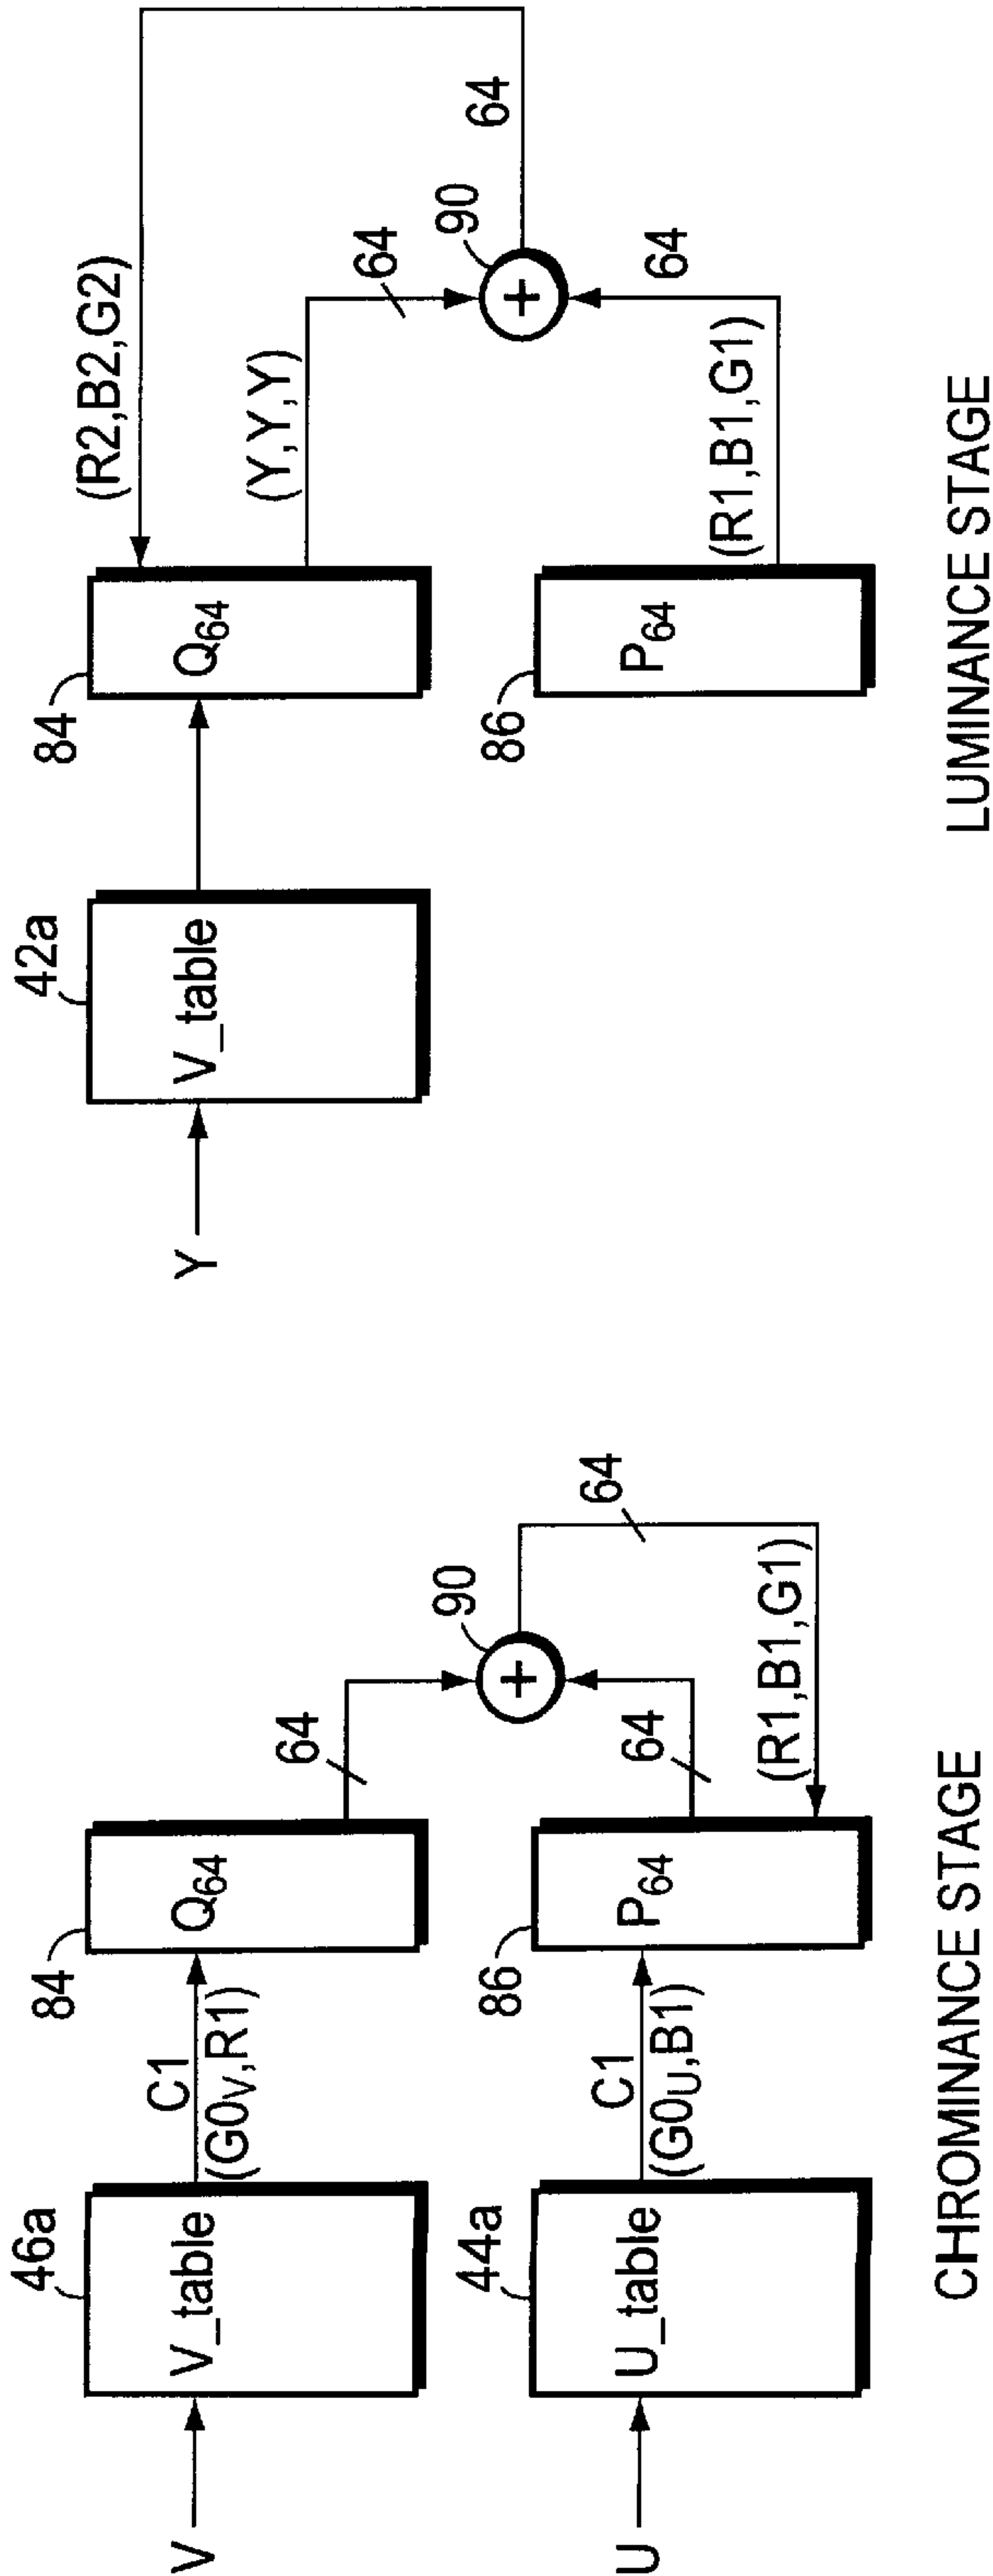 46a
V
V_table
C1
(G0V,R1)
84
Q64
64
90
+
64
(R1,B1,G1)
44a
U
U_table
C1
(G0U,B1)
86
P64
64
CHROMINANCE STAGE
42a
Y
V_table
84
Q64
(R2,B2,G2)
(Y,Y,Y)
64
90
+
64
86
P64
(R1,B1,G1)
64
LUMINANCE STAGE